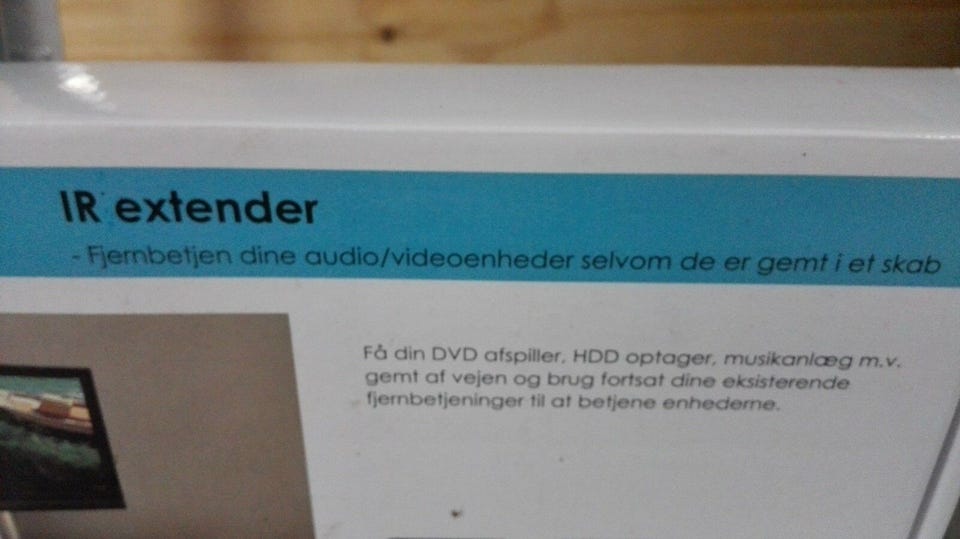 IR extender
- Fjernbetjen dine audio/videoenheder selvom de er gemt i et skab
Få din DVD afspiller, HDD optager, musikanlæg m.v.
gemt af vejen og brug fortsat dine eksisterende
fjernbetjeninger til at betjene enhederne.